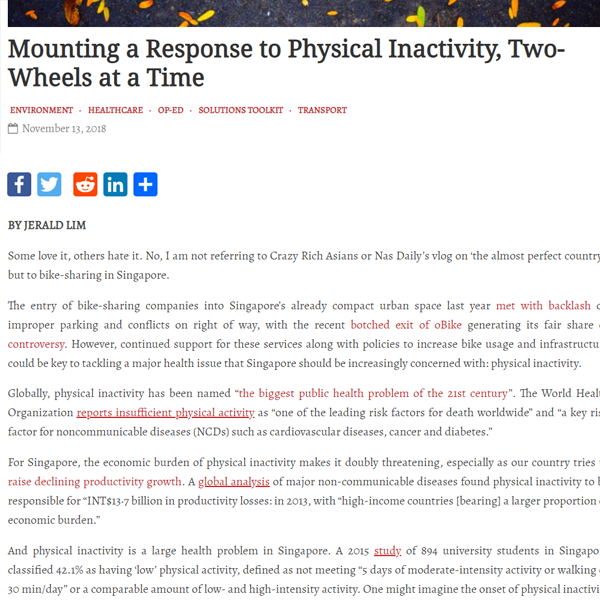 Mounting a Response to Physical Inactivity, Two-
Wheels at a Time
ENVIRONMENT · HEALTHCARE · OP-ED · SOLUTIONS TOOLKIT · TRANSPORT
November 13, 2018
BY JERALD LIM
Some love it, others hate it. No, I am not referring to Crazy Rich Asians or Nas Daily's vlog on 'the almost perfect country
but to bike-sharing in Singapore.
The entry of bike-sharing companies into Singapore's already compact urban space last year met with backlash
improper parking and conflicts on right of way, with the recent botched exit of oBike generating its fair share
controversy. However, continued support for these services along with policies to increase bike usage and infrastructu
could be key to tackling a major health issue that Singapore should be increasingly concerned with: physical inactivity.
Globally, physical inactivity has been named “the biggest public health problem of the 21st century”. The World Heal
Organization reports insufficient physical activity as “one of the leading risk factors for death worldwide” and “a key ris
factor for noncommunicable diseases (NCDs) such as cardiovascular diseases, cancer and diabetes.”
For Singapore, the economic burden of physical inactivity makes it doubly threatening, especially as our country tries
raise declining productivity growth. A global analysis of major non-communicable diseases found physical inactivity to b
responsible for “INT$13·7 billion in productivity losses: in 2013, with “high-income countries [bearing] a larger proportion
economic burden.”
And physical inactivity is a large health problem in Singapore. A 2015 study of 894 university students in Singapo
classified 42.1% as having ‘low’ physical activity, defined as not meeting “5 days of moderate-intensity activity or walking
30 min/day” or a comparable amount of low- and high-intensity activity. One might imagine the onset of physical inactivi